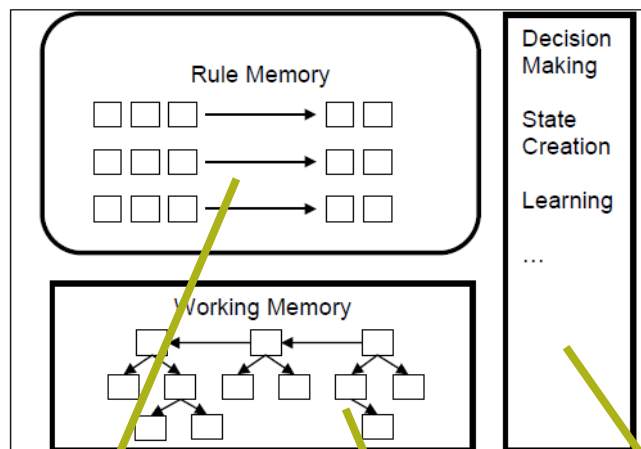 Rule Memory
Working Memory
Decision
Making
State
Creation
Learning
...